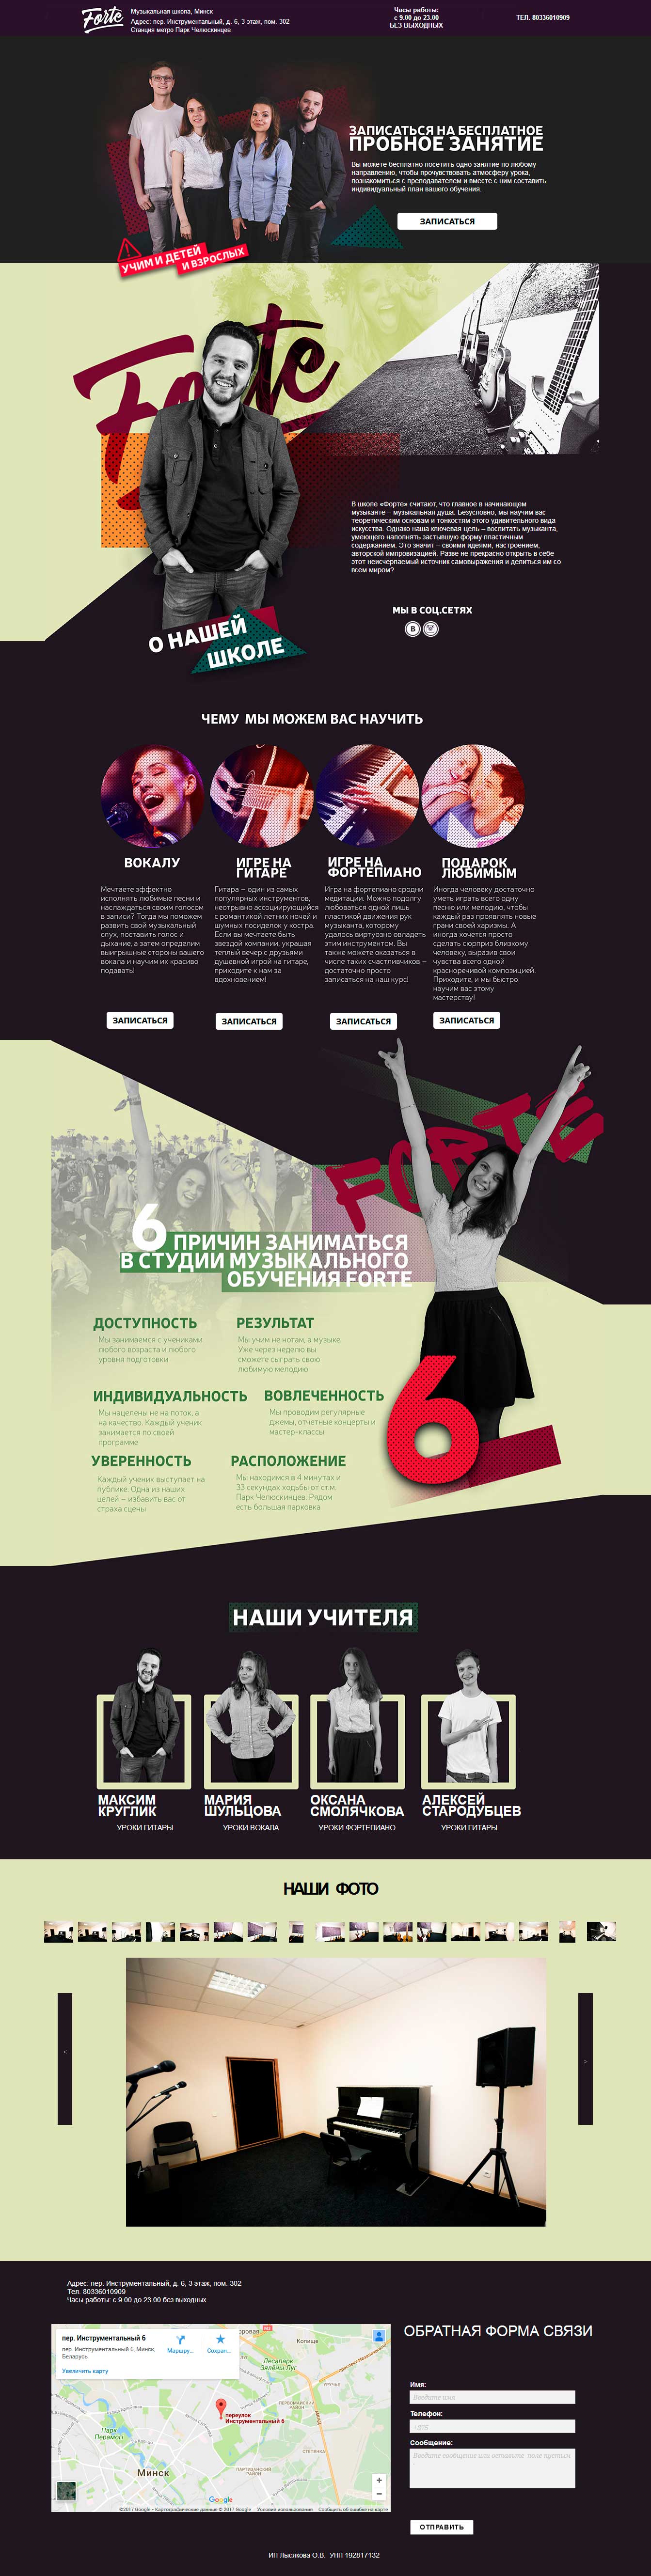 Forte
Музыкальная школа, Минск
Адрес: пер. Инструментальный, д. 6, 3 этаж, пом. 302
Станция метро Парк Челюскинцев
Часы работы:
с 9.00 до 23.00
БЕЗ ВЫХОДНЫХ
ТЕЛ. 80336010909
ЗАПИСАТЬСЯ НА БЕСПЛАТНОЕ
ПРОБНОЕ ЗАНЯТИЕ
Вы можете бесплатно посетить одно занятие по любому
направлению, чтобы прочувствовать атмосферу урока,
познакомиться с преподавателем и вместе с ним составить
индивидуальный план вашего обучения.
ЗАПИСАТЬСЯ
УЧИМ И ДЕТЕЙ
И ВЗРОСЛЫХ
Forte
В школе «Форте» считают, что главное в начинающем
музыканте – музыкальная душа. Безусловно, мы научим вас
теоретическим основам и тонкостям этого удивительного вида
искусства. Однако наша ключевая цель – воспитать музыканта,
умеющего наполнять застывшую форму пластичным
содержанием. Это значит – своими идеями, настроением,
авторской импровизацией. Разве не прекрасно открыть в себе
этот неисчерпаемый источник самовыражения и делиться им со
всем миром?
МЫ В СОЦ.СЕТЯХ
В
О НАШЕЙ
ШКОЛЕ
ЧЕМУ МЫ МОЖЕМ ВАС НАУЧИТЬ
ВОКАЛУ
Мечтаете эффектно
исполнять любимые песни и
наслаждаться своим голосом
в записи? Тогда мы поможем
развить свой музыкальный
слух, поставить голос и
дыхание, а затем определим
выигрышные стороны вашего
вокала и научим их красиво
подавать!
ЗАПИСАТЬСЯ
ИГРЕ НА
ГИТАРЕ
Гитара – один из самых
популярных инструментов,
неотрывно ассоциирующийся
с романтикой летних ночей и
шумных посиделок у костра.
Если вы мечтаете быть
звездой компании, украшая
теплый вечер с друзьями
душевной игрой на гитаре,
приходите к нам за
вдохновением!
ЗАПИСАТЬСЯ
ИГРЕ НА
ФОРТЕПИАНО
Игра на фортепиано сродни
медитации. Можно подолгу
любоваться одной лишь
пластикой движения рук
музыканта, которому
удалось виртуозно овладеть
этим инструментом. Вы
также можете оказаться в
числе таких счастливчиков –
достаточно просто
записаться на наш курс!
ЗАПИСАТЬСЯ
ПОДАРОК
ЛЮБИМЫМ
Иногда человеку достаточно
уметь играть всего одну
песню или мелодию, чтобы
каждый раз проявлять новые
грани своей харизмы. А
иногда хочется просто
сделать сюрприз близкому
человеку, выразив свои
чувства всего одной
красноречивой композицией.
Приходите, и мы быстро
научим вас этому
мастерству!
ЗАПИСАТЬСЯ
FORTE
6 ПРИЧИН ЗАНИМАТЬСЯ
В СТУДИИ МУЗЫКАЛЬНОГО
ОБУЧЕНИЯ FORTE
ДОСТУПНОСТЬ
Мы занимаемся с учениками
любого возраста и любого
уровня подготовки
РЕЗУЛЬТАТ
Мы учим не нотам, а музыке.
Уже через неделю вы
сможете сыграть свою
любимую мелодию
ИНДИВИДУАЛЬНОСТЬ
Мы нацелены не на поток, а
на качество. Каждый ученик
занимается по своей
программе
ВОВЛЕЧЕННОСТЬ
Мы проводим регулярные
джемы, отчетные концерты и
мастер-классы
УВЕРЕННОСТЬ
Каждый ученик выступает на
публике. Одна из наших
целей – избавить вас от
страха сцены
РАСПОЛОЖЕНИЕ
Мы находимся в 4 минутах и
33 секундах ходьбы от ст.м.
Парк Челюскинцев. Рядом
есть большая парковка
6
НАШИ УЧИТЕЛЯ
МАКСИМ
КРУГЛИК
УРОКИ ГИТАРЫ
МАРИЯ
ШУЛЬЦОВА
УРОКИ ВОКАЛА
ОКСАНА
СМОЛЯЧКОВА
УРОКИ ФОРТЕПИАНО
АЛЕКСЕЙ
СТАРОДУБЦЕВ
УРОКИ ГИТАРЫ
НАШИ ФОТО
<
>
Адрес: пер. Инструментальный, д. 6, 3 этаж, пом. 302
Тел. 80336010909
Часы работы: с 9.00 до 23.00 без выходных
пер. Инструментальный 6
пер. Инструментальный 6, Минск,
Беларусь
Маршру...
Сохран...
Увеличить карту
Копище
Лесапарк
Зялёны Луг
Парк
Перамогі
переулок
Инструментальный 6
Минск
СТЕПЯНКА
Google
+
−
©2017 Google - Картографические данные © 2017 Google
Условия использования
Сообщить об ошибке на карте
ОБРАТНАЯ ФОРМА СВЯЗИ
Имя:
Введите имя
Телефон:
+375
Сообщение:
Введите сообщение или оставьте поле пустым
ОТПРАВИТЬ
ИП Лысякова О.В. УНП 192817132